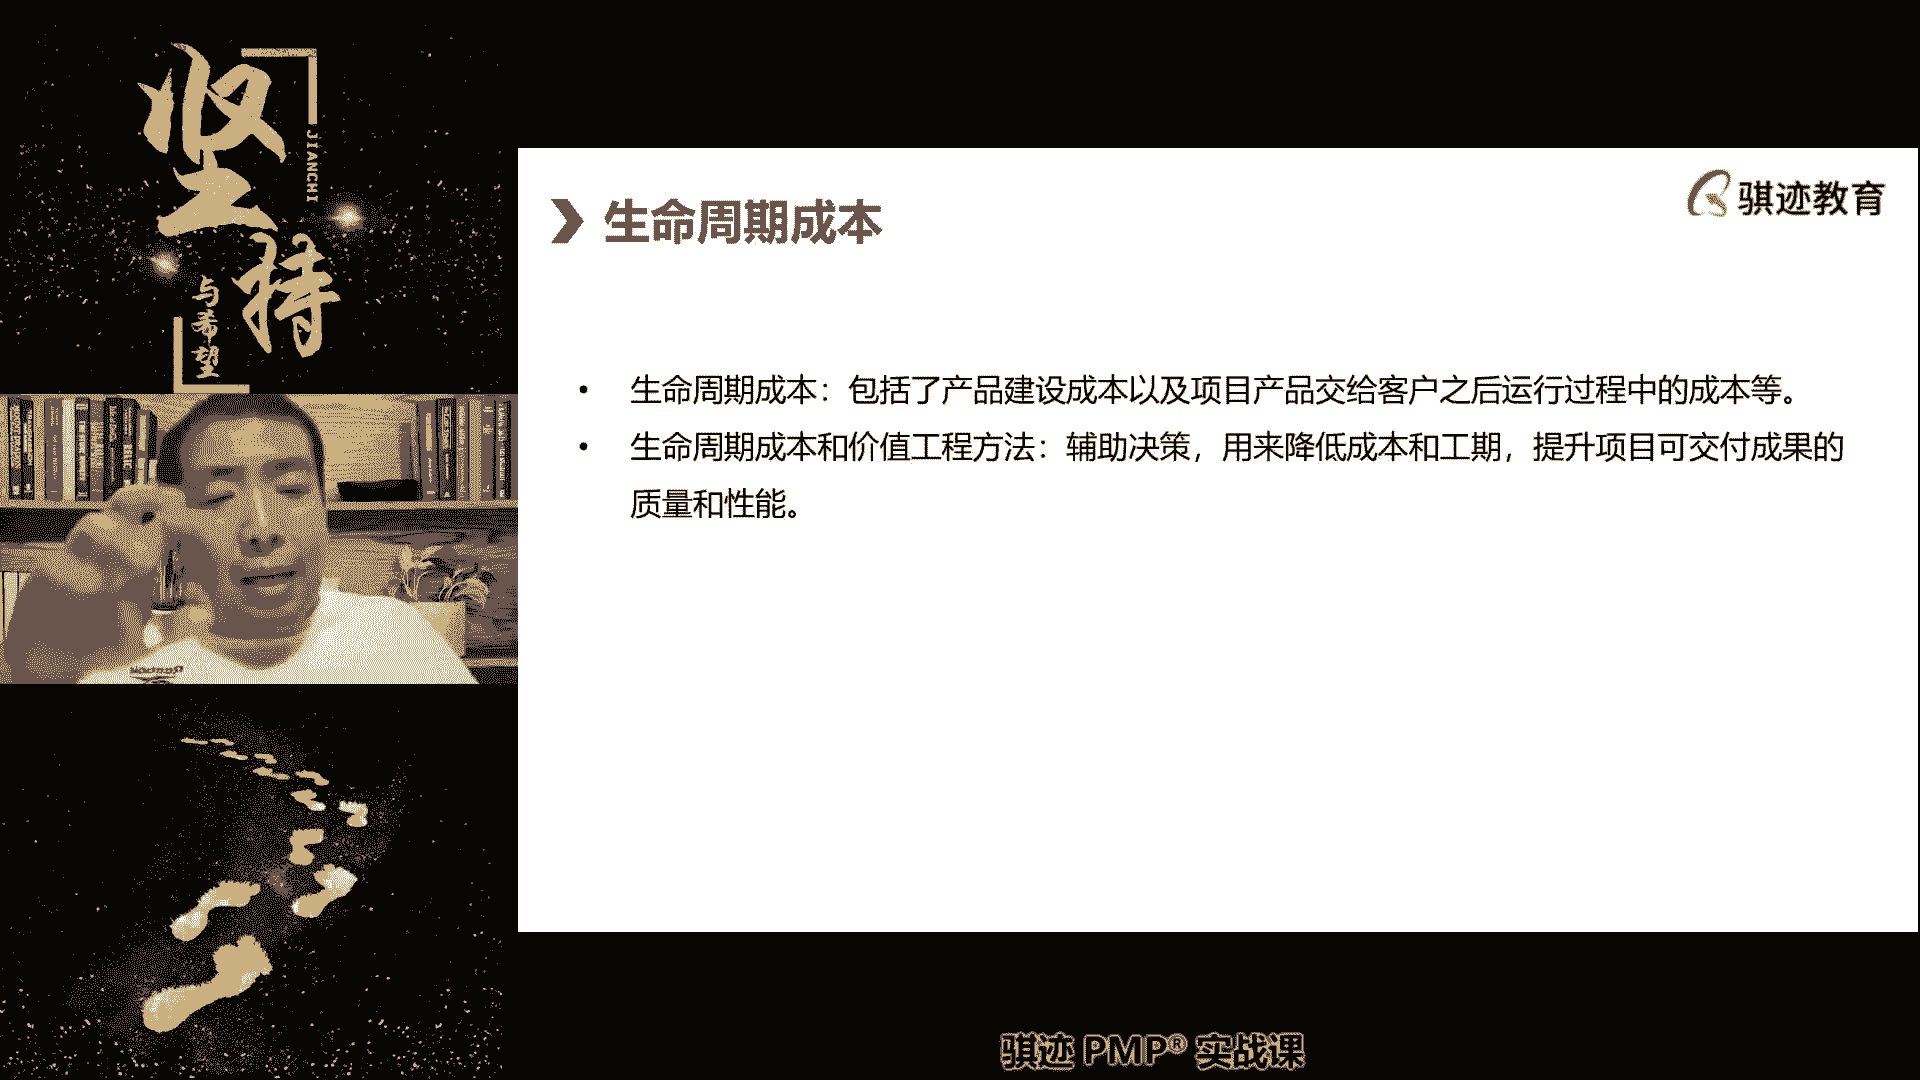 坚持
JIANCHI
与希望
骐迹教育
生命周期成本
• 生命周期成本：包括了产品建设成本以及项目产品交给客户之后运行过程中的成本等。
• 生命周期成本和价值工程方法：辅助决策，用来降低成本和工期，提升项目可交付成果的
质量和性能。
骐迹 PMP® 实战课